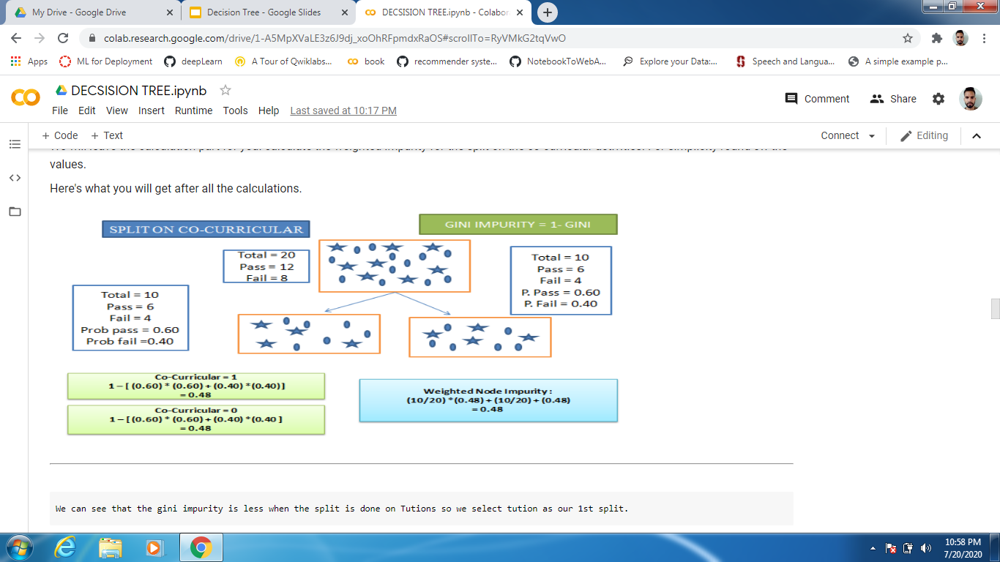 My Drive - Google Drive
Decision Tree - Google Slides
DECSISION TREE.ipynb - Colabor
colab.research.google.com/drive/1-A5MpXVaLE3z6J9dj_xoOhRFpmdxRaOS#scrollTo=RyVMkG2tqVwO
Apps
ML for Deployment
deepLearn
A Tour of Qwiklabs...
book
recommender syste...
NotebookToWebA...
Explore your Data:...
Speech and Langua...
A simple example p...
DECSISION TREE.ipynb
File Edit View Insert Runtime Tools Help Last saved at 10:17 PM
Comment
Share
+ Code + Text
Connect
Editing
values.
Here's what you will get after all the calculations.
SPLIT ON CO-CURRICULAR
GINI IMPURITY = 1- GINI
Total = 20
Pass = 12
Fail = 8
Total = 10
Pass = 6
Fail = 4
P. Pass = 0.60
P. Fail = 0.40
Total = 10
Pass = 6
Fail = 4
Prob pass = 0.60
Prob fail =0.40
Co-Curricular = 1
1 – [ (0.60) * (0.60) + (0.40) *(0.40)]
= 0.48
Co-Curricular = 0
1 – [ (0.60) * (0.60) + (0.40) *(0.40 ]
= 0.48
Weighted Node Impurity :
(10/20) *(0.48) + (10/20) + (0.48)
= 0.48
We can see that the gini impurity is less when the split is done on Tutions so we select tution as our 1st split.
10:58 PM
7/20/2020